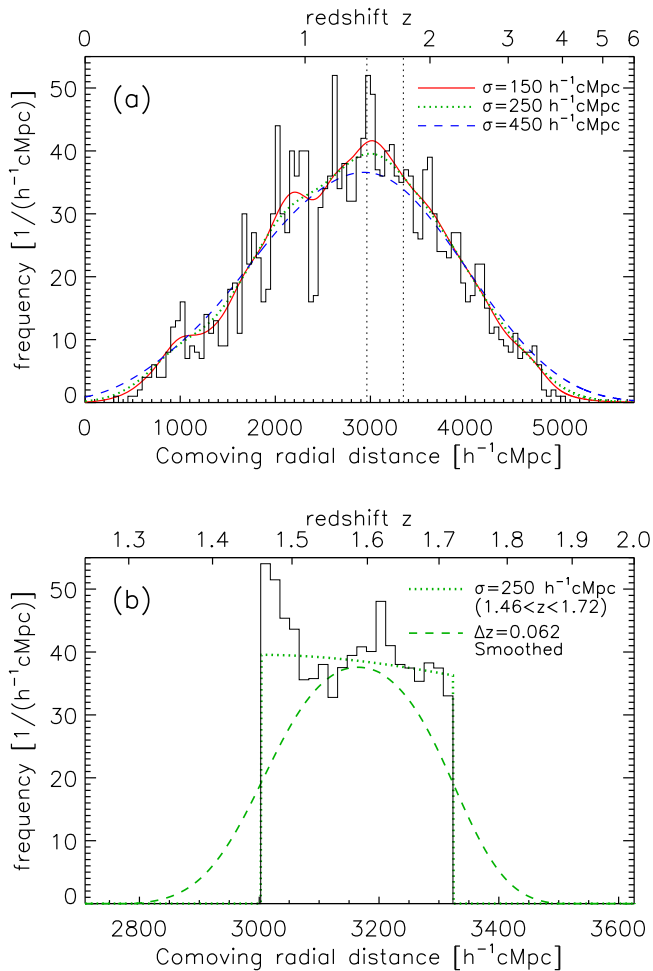 redshift z
0 1 2 3 4 5 6
(a)
σ=150 h⁻¹cMpc
σ=250 h⁻¹cMpc
σ=450 h⁻¹cMpc
50
40
30
20
10
0
frequency [1/(h⁻¹cMpc)]
0 1000 2000 3000 4000 5000
Comoving radial distance [h⁻¹cMpc]
redshift z
1.3 1.4 1.5 1.6 1.7 1.8 1.9 2.0
(b)
σ=250 h⁻¹cMpc
(1.46<z<1.72)
Δz=0.062
Smoothed
50
40
30
20
10
0
frequency [1/(h⁻¹cMpc)]
2800 3000 3200 3400 3600
Comoving radial distance [h⁻¹cMpc]